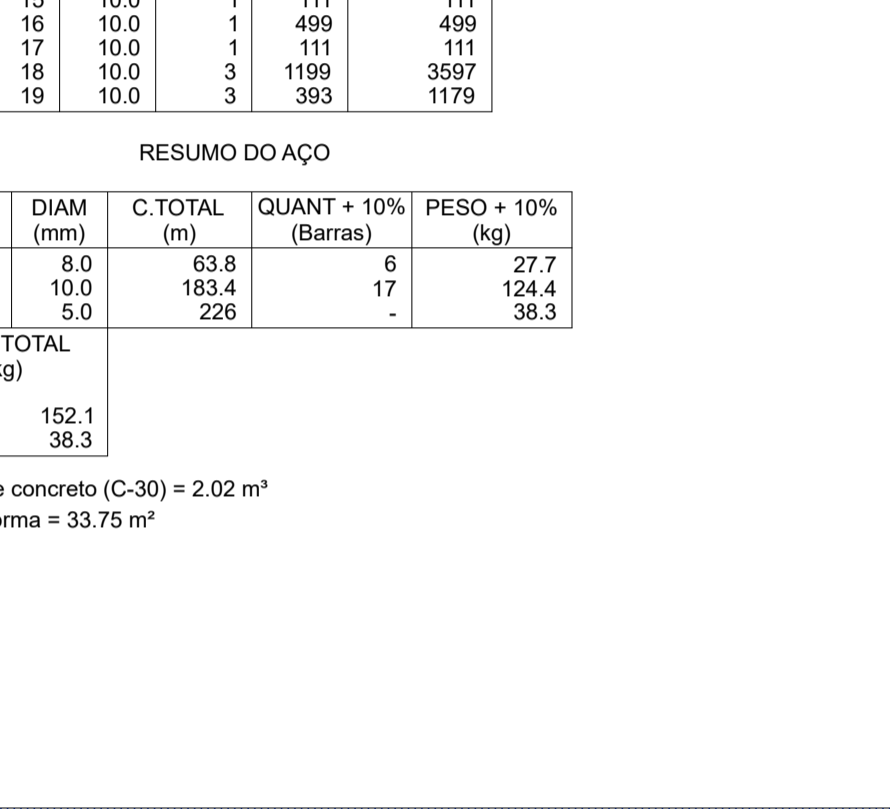 16 10.0 1 499 499
17 10.0 1 111 111
18 10.0 3 1199 3597
19 10.0 3 393 1179
RESUMO DO AÇO
DIAM C.TOTAL QUANT + 10% PESO + 10%
(mm) (m) (Barras) (kg)
8.0 63.8 6 27.7
10.0 183.4 17 124.4
5.0 226 - 38.3
TOTAL
g)
152.1
38.3
concreto (C-30) = 2.02 m³
rma = 33.75 m²